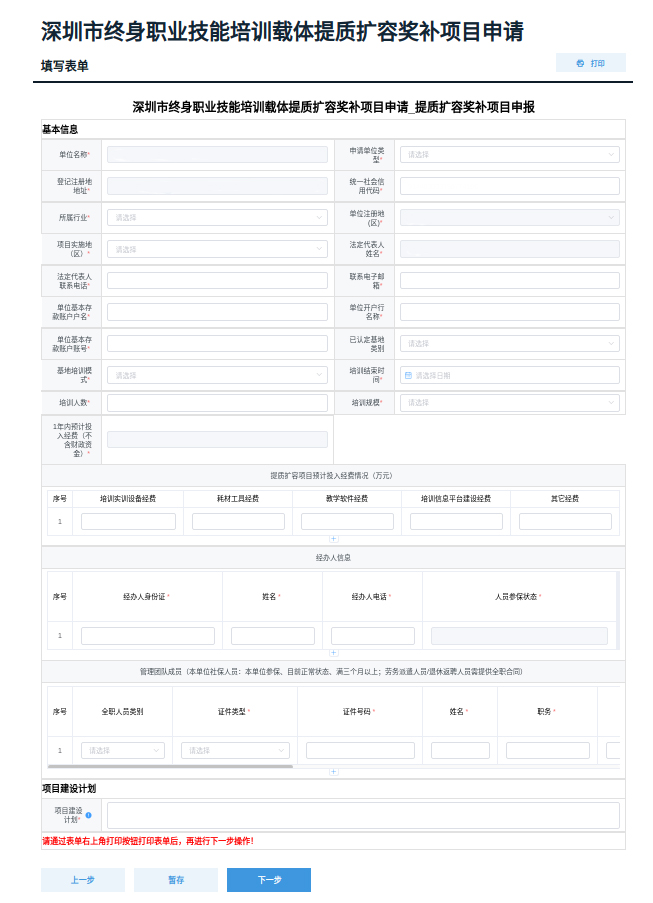 深圳市终身职业技能培训载体提质扩容奖补项目申请
填写表单
打印
深圳市终身职业技能培训载体提质扩容奖补项目申请_提质扩容奖补项目申报
基本信息
单位名称*
申请单位类
型*
请选择
登记注册地
地址*
统一社会信
用代码*
所属行业*
请选择
单位注册地
(区)*
项目实施地
（区）*
请选择
法定代表人
姓名*
法定代表人
联系电话*
联系电子邮
箱*
单位基本存
款账户户名*
单位开户行
名称*
单位基本存
款账户账号*
已认定基地
类别
请选择
基地培训模
式*
请选择
培训结束时
间*
请选择日期
培训人数*
培训规模*
请选择
1年内预计投
入经费（不
含财政资
金）*
提质扩容项目预计投入经费情况（万元）
序号 培训实训设备经费 耗材工具经费 教学软件经费 培训信息平台建设经费 其它经费
1
经办人信息
序号 经办人身份证* 姓名* 经办人电话* 人员参保状态*
1
管理团队成员（本单位社保人员：本单位参保、目前正常状态、满三个月以上；劳务派遣人员/退休返聘人员需提供全职合同）
序号 全职人员类别 证件类型* 证件号码* 姓名* 职务*
1 请选择 请选择
项目建设计划
项目建设
计划*
请通过表单右上角打印按钮打印表单后，再进行下一步操作！
上一步 暂存 下一步